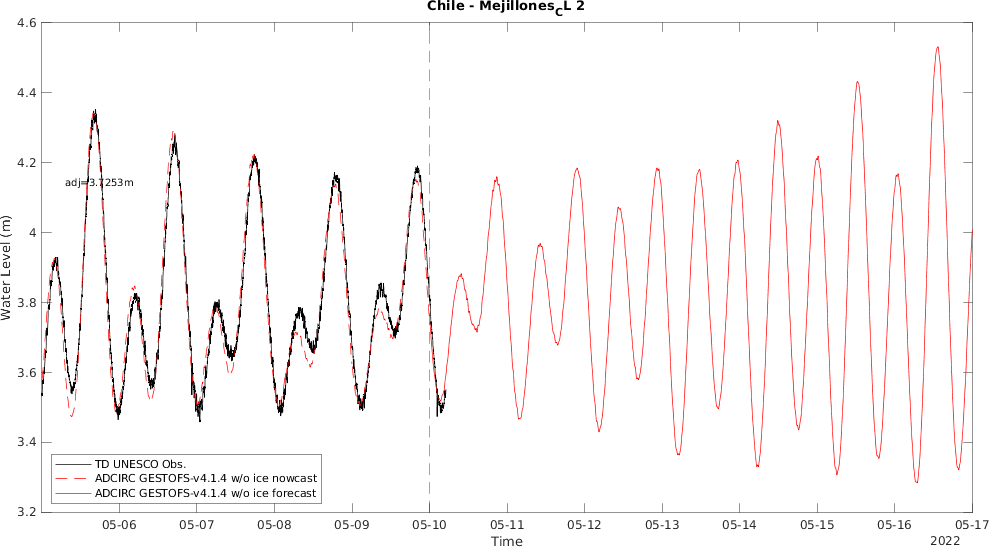 Chile - Mejillones_CL 2
Water Level (m)
4.6
4.4
4.2
4
3.8
3.6
3.4
3.2
adj=3.7253m
TD UNESCO Obs.
ADCIRC GESTOFS-v4.1.4 w/o ice nowcast
ADCIRC GESTOFS-v4.1.4 w/o ice forecast
05-06 05-07 05-08 05-09 05-10 05-11 05-12 05-13 05-14 05-15 05-16 05-17
Time
2022